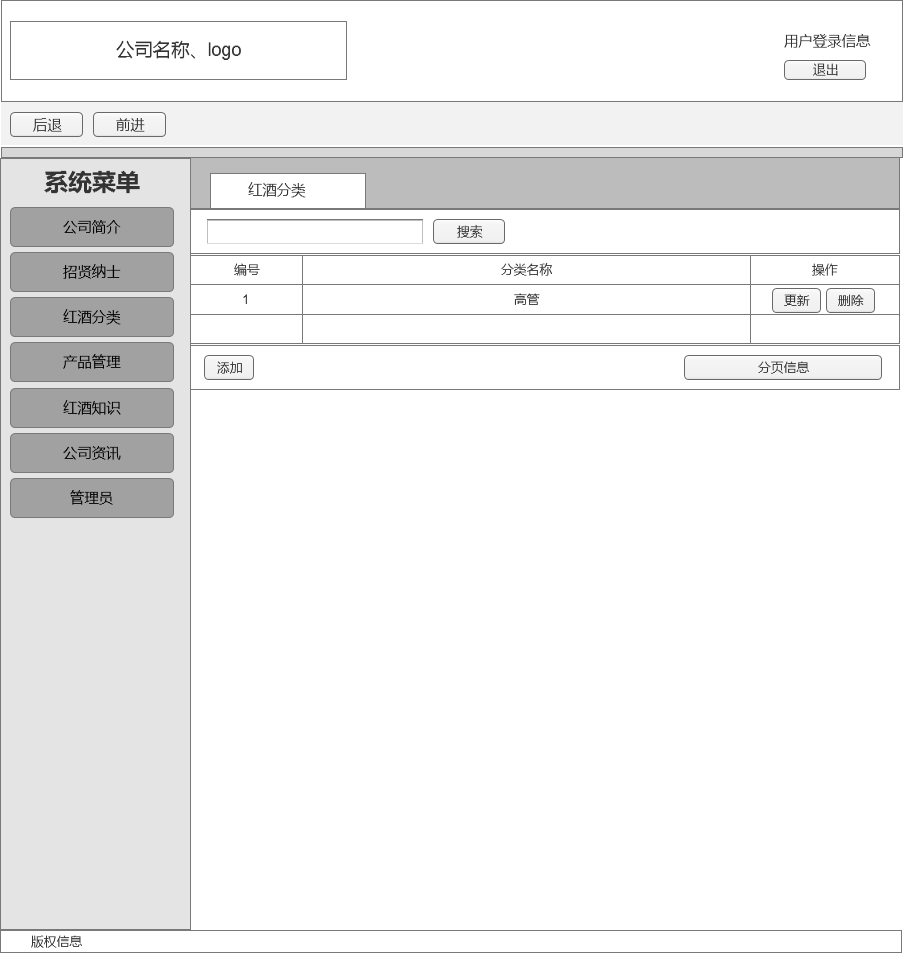 公司名称、logo
用户登录信息
退出
后退 前进
系统菜单
公司简介
招贤纳士
红酒分类
产品管理
红酒知识
公司资讯
管理员
红酒分类
搜索
编号 分类名称 操作
1 高管 更新 删除
添加 分页信息
版权信息